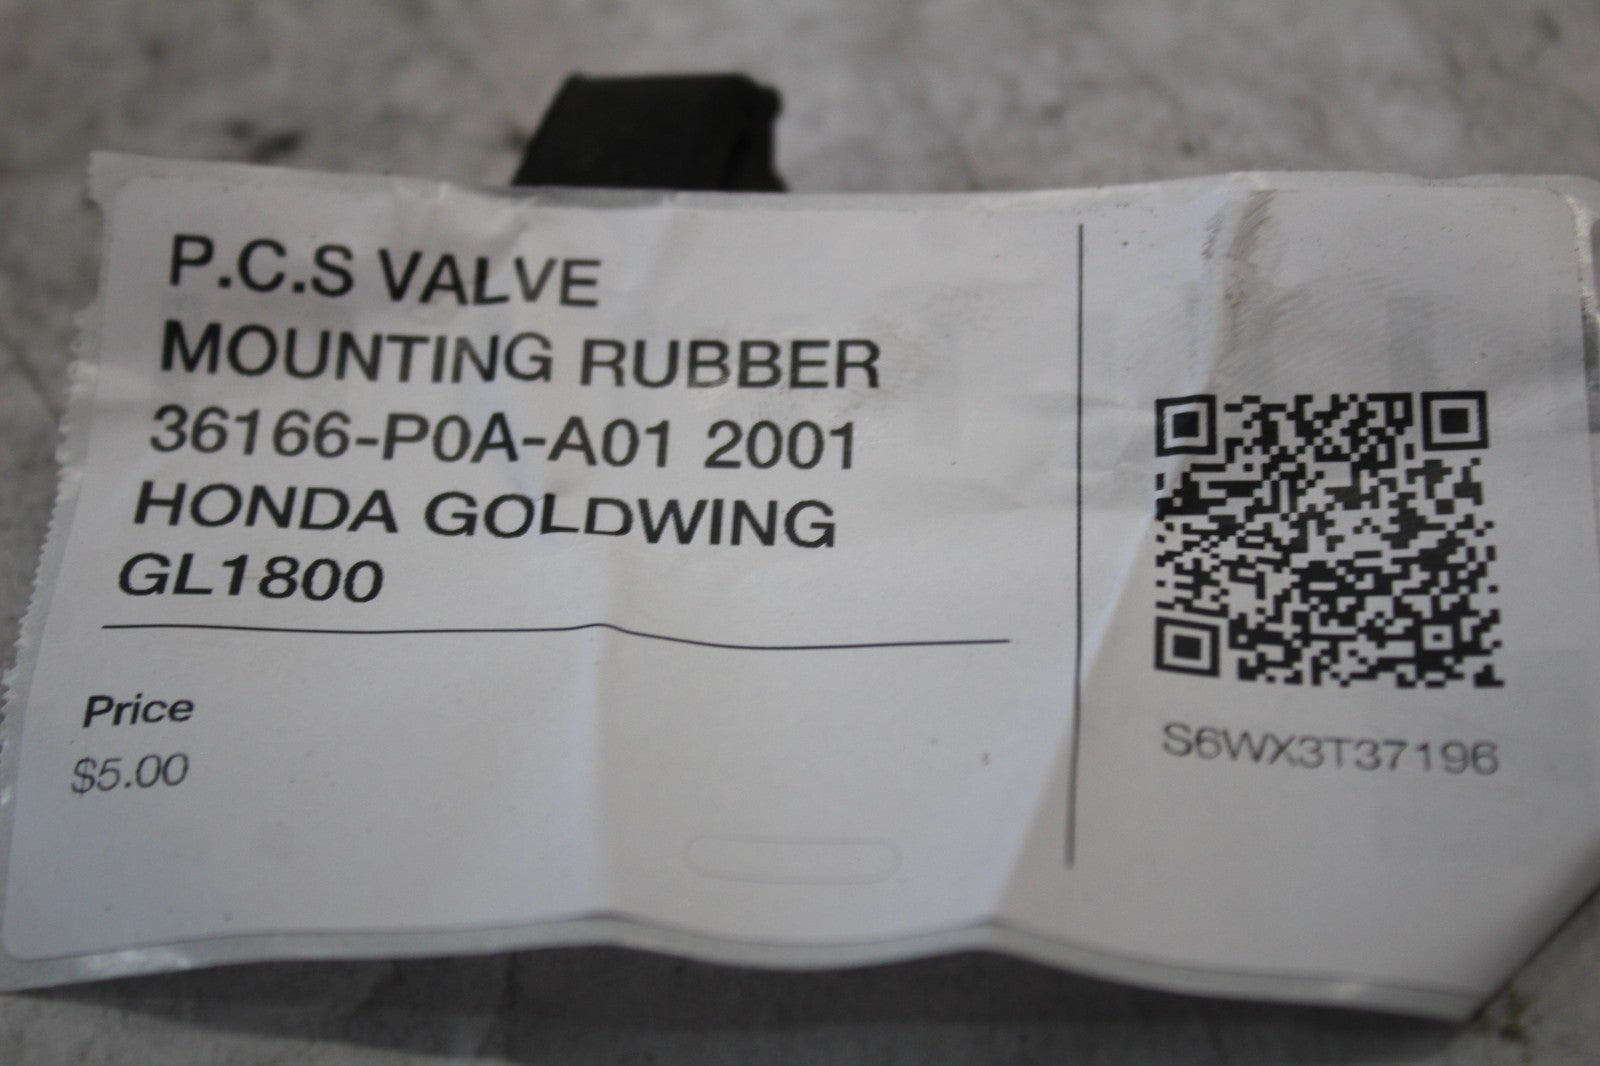 P.C.S VALVE
MOUNTING RUBBER
36166-P0A-A01 2001
HONDA GOLDWING
GL1800
Price
$5.00
S6WX3T37196